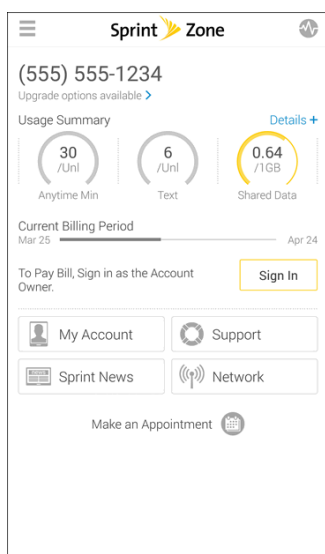 Sprint Zone
(555) 555-1234
Upgrade options available >
Usage Summary Details +
30 6 0.64
/Unl /Unl /1GB
Anytime Min Text Shared Data
Current Billing Period
Mar 25 Apr 24
To Pay Bill, Sign in as the Account
Owner.
Sign In
My Account Support
Sprint News Network
Make an Appointment